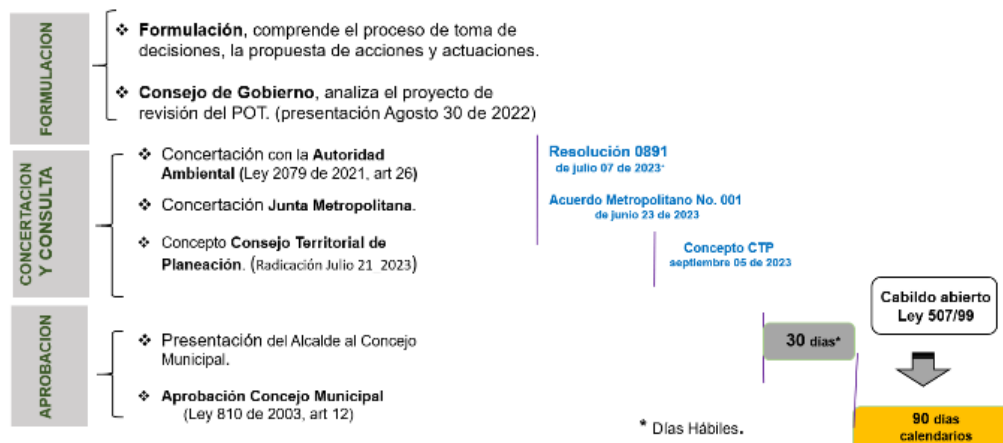 FORMULACION
❖ Formulación, comprende el proceso de toma de
decisiones, la propuesta de acciones y actuaciones.
❖ Consejo de Gobierno, analiza el proyecto de
revisión del POT. (presentación Agosto 30 de 2022)
CONCERTACION
Y CONSULTA
❖ Concertación con la Autoridad
Ambiental (Ley 2079 de 2021, art 26)
❖ Concertación Junta Metropolitana.
❖ Concepto Consejo Territorial de
Planeación. (Radicación Julio 21 2023)
Resolución 0891
de julio 07 de 2023
Acuerdo Metropolitano No. 001
de junio 23 de 2023
Concepto CTP
septiembre 05 de 2023
APROBACION
❖ Presentación del Alcalde al Concejo
Municipal.
❖ Aprobación Concejo Municipal
(Ley 810 de 2003, art 12)
30 días*
Cabildo abierto
Ley 507/99
90 días
calendarios
* Días Hábiles.